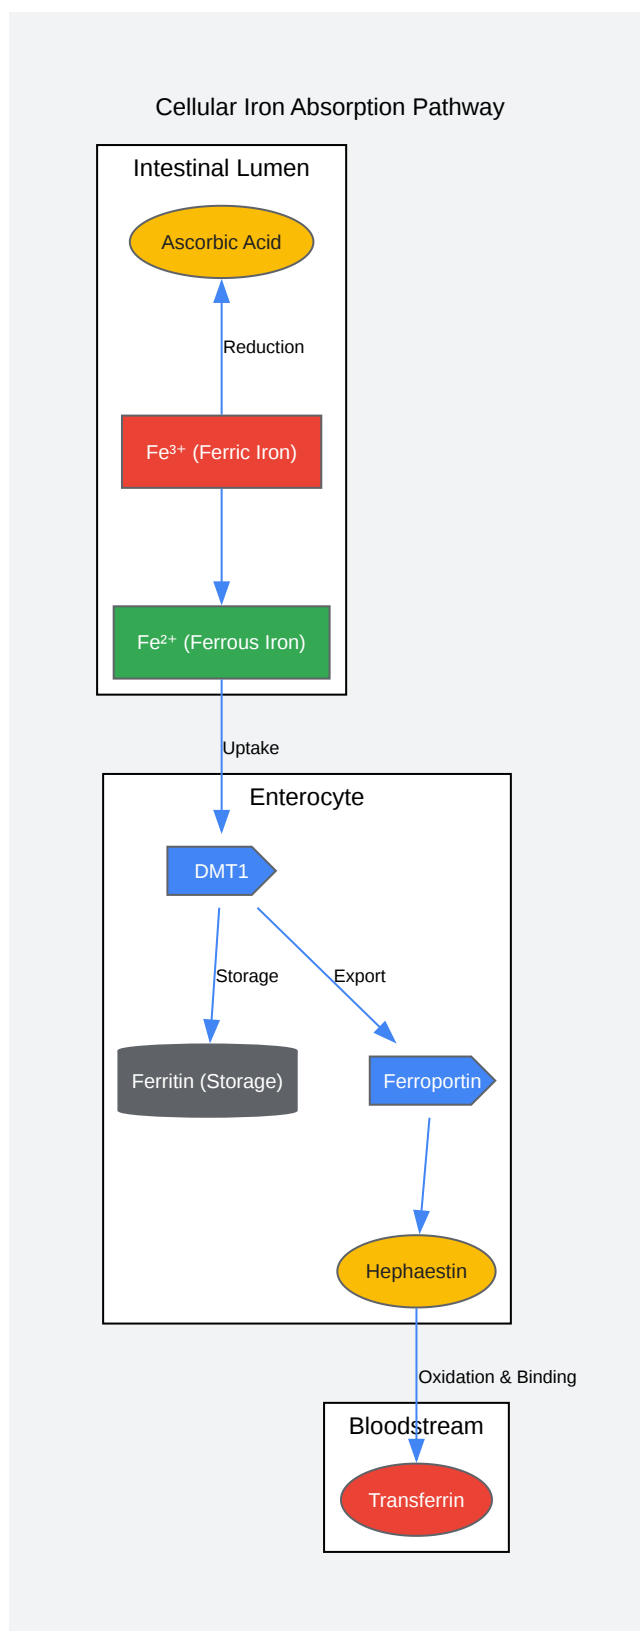 Cellular Iron Absorption Pathway
Intestinal Lumen
Ascorbic Acid
Reduction
Fe³⁺ (Ferric Iron)
Fe²⁺ (Ferrous Iron)
Uptake
Enterocyte
DMT1
Storage
Export
Ferritin (Storage)
Ferroportin
Hephaestin
Oxidation & Binding
Bloodstream
Transferrin